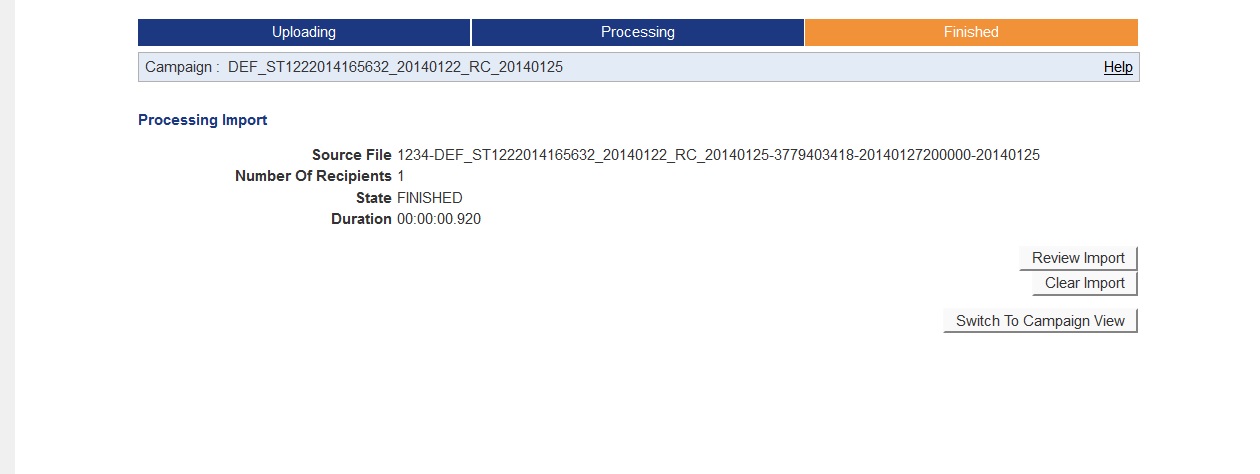 Uploading Processing Finished
Campaign : DEF_ST1222014165632_20140122_RC_20140125 Help
Processing Import
Source File 1234-DEF_ST1222014165632_20140122_RC_20140125-3779403418-20140127200000-20140125
Number Of Recipients 1
State FINISHED
Duration 00:00:00.920
Review Import
Clear Import
Switch To Campaign View